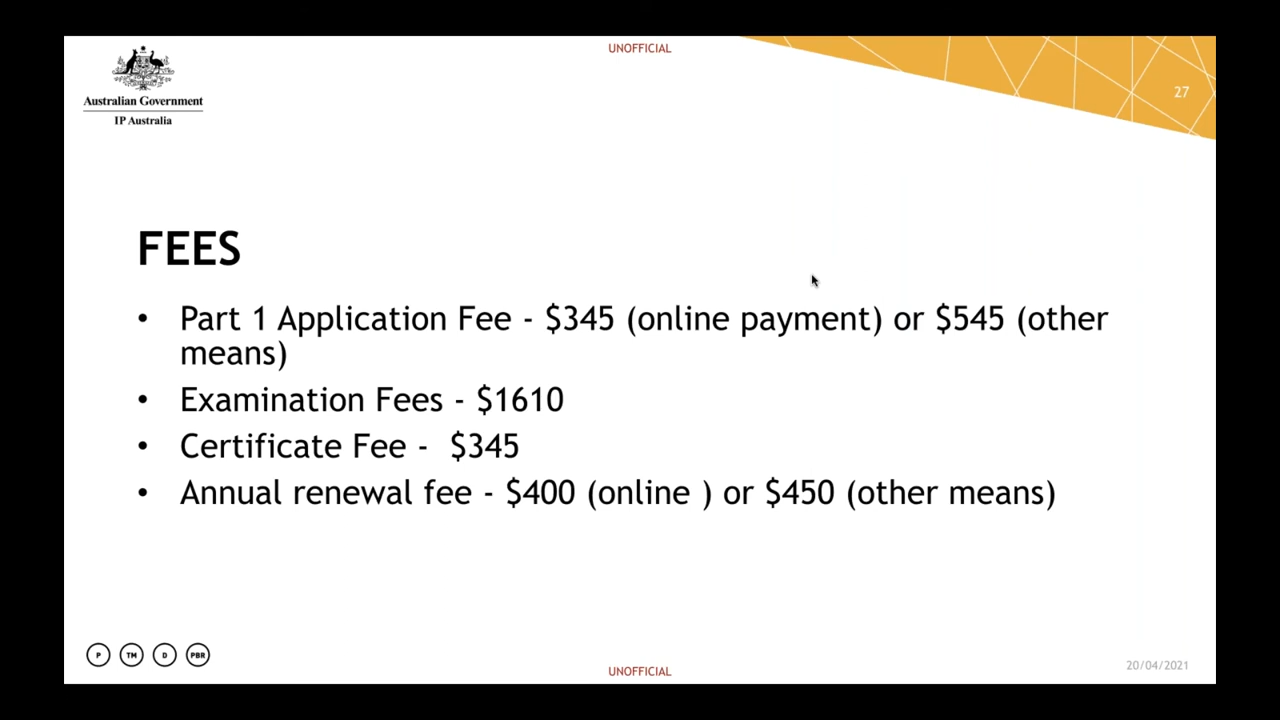 UNOFFICIAL
27
Australian Government
IP Australia
FEES
• Part 1 Application Fee - $345 (online payment) or $545 (other
means)
• Examination Fees - $1610
• Certificate Fee -  $345
• Annual renewal fee - $400 (online ) or $450 (other means)
P TM D PBR
UNOFFICIAL
20/04/2021